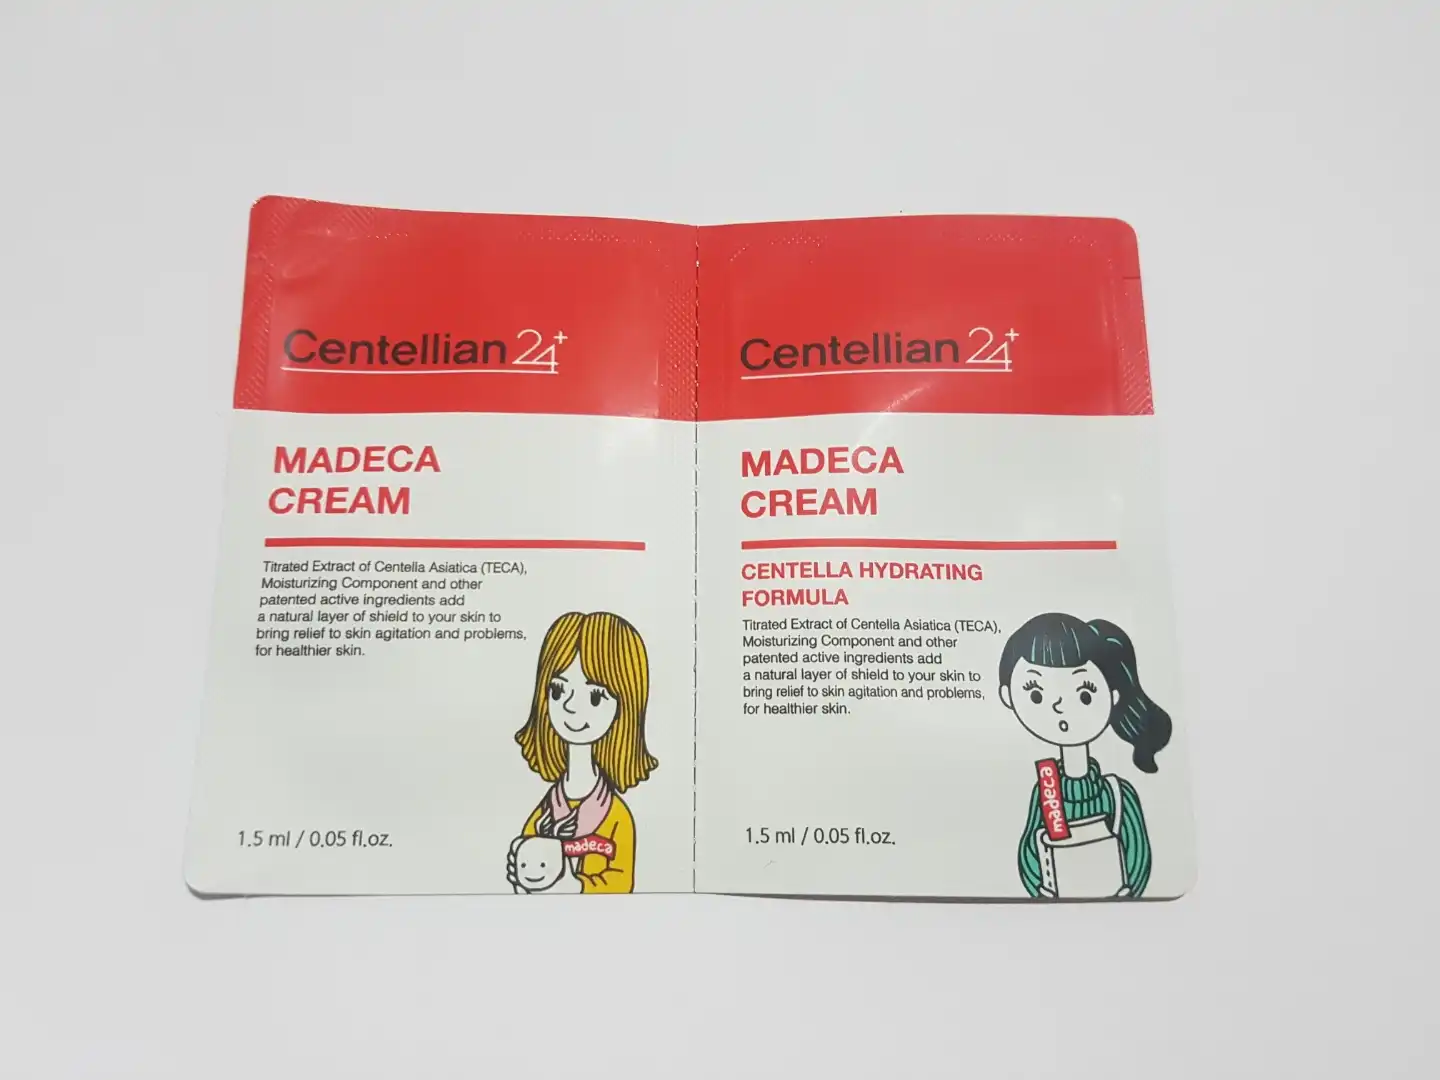 Centellian 24+
MADECA
CREAM
Titrated Extract of Centella Asiatica (TECA),
Moisturizing Component and other
patented active ingredients add
a natural layer of shield to your skin to
bring relief to skin agitation and problems,
for healthier skin.
1.5 ml / 0.05 fl.oz.
madeca
Centellian 24+
MADECA
CREAM
CENTELLA HYDRATING
FORMULA
Titrated Extract of Centella Asiatica (TECA),
Moisturizing Component and other
patented active ingredients add
a natural layer of shield to your skin to
bring relief to skin agitation and problems,
for healthier skin.
1.5 ml / 0.05 fl.oz.
madeca